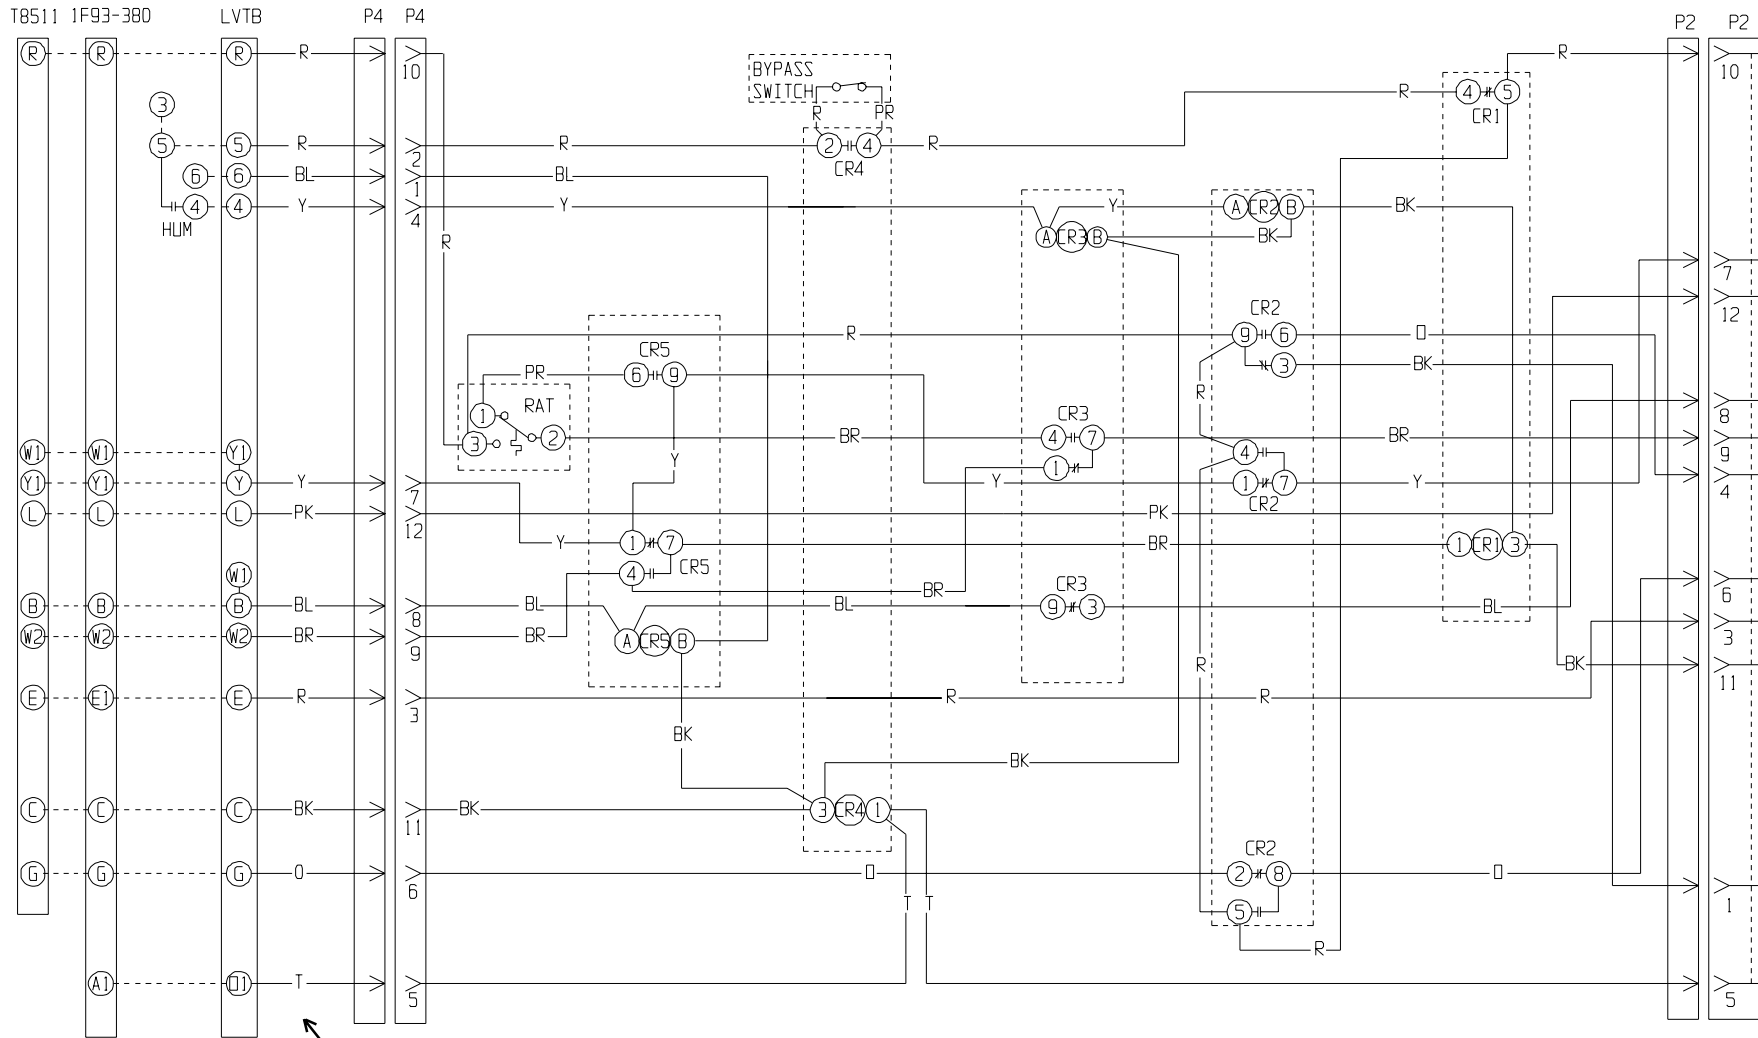 T8511 1F93-380 LVTB P4 P4 P2 P2
R R R R 10 R 10
BYPASS
SWITCH
R PR
3
4 5
CR1
R
5 5 R 2 R 2 4 R
CR4
6 6 BL 1 BL
4 4 Y 4 Y Y A CR2 B BK
HUM
R A CR3 B BK
7
12
CR2
R 9 6 O
CR5
PR 6 9 3 BK
R
1 RAT
3 2 BR
CR3
4 7 BR
8
9
W1 W1 Y1 Y 1 4
Y1 Y1 Y Y 7 Y 1 7 Y 4
CR2
L L L PK 12 PK
Y 1 7 BR 1 CR1 3
W1 4 CR5
BR
CR3
B B B BL 8 BL BL 9 3 BL 6
W2 W2 W2 BR 9 BR A CR5 B 3
R BK 11
E E1 E R 3 R R
BK
BK
C C C BK 11 BK 3 CR4 1
CR2
G G G O 6 O 2 8 O
T T 5 1
R
A1 O1 T 5 5